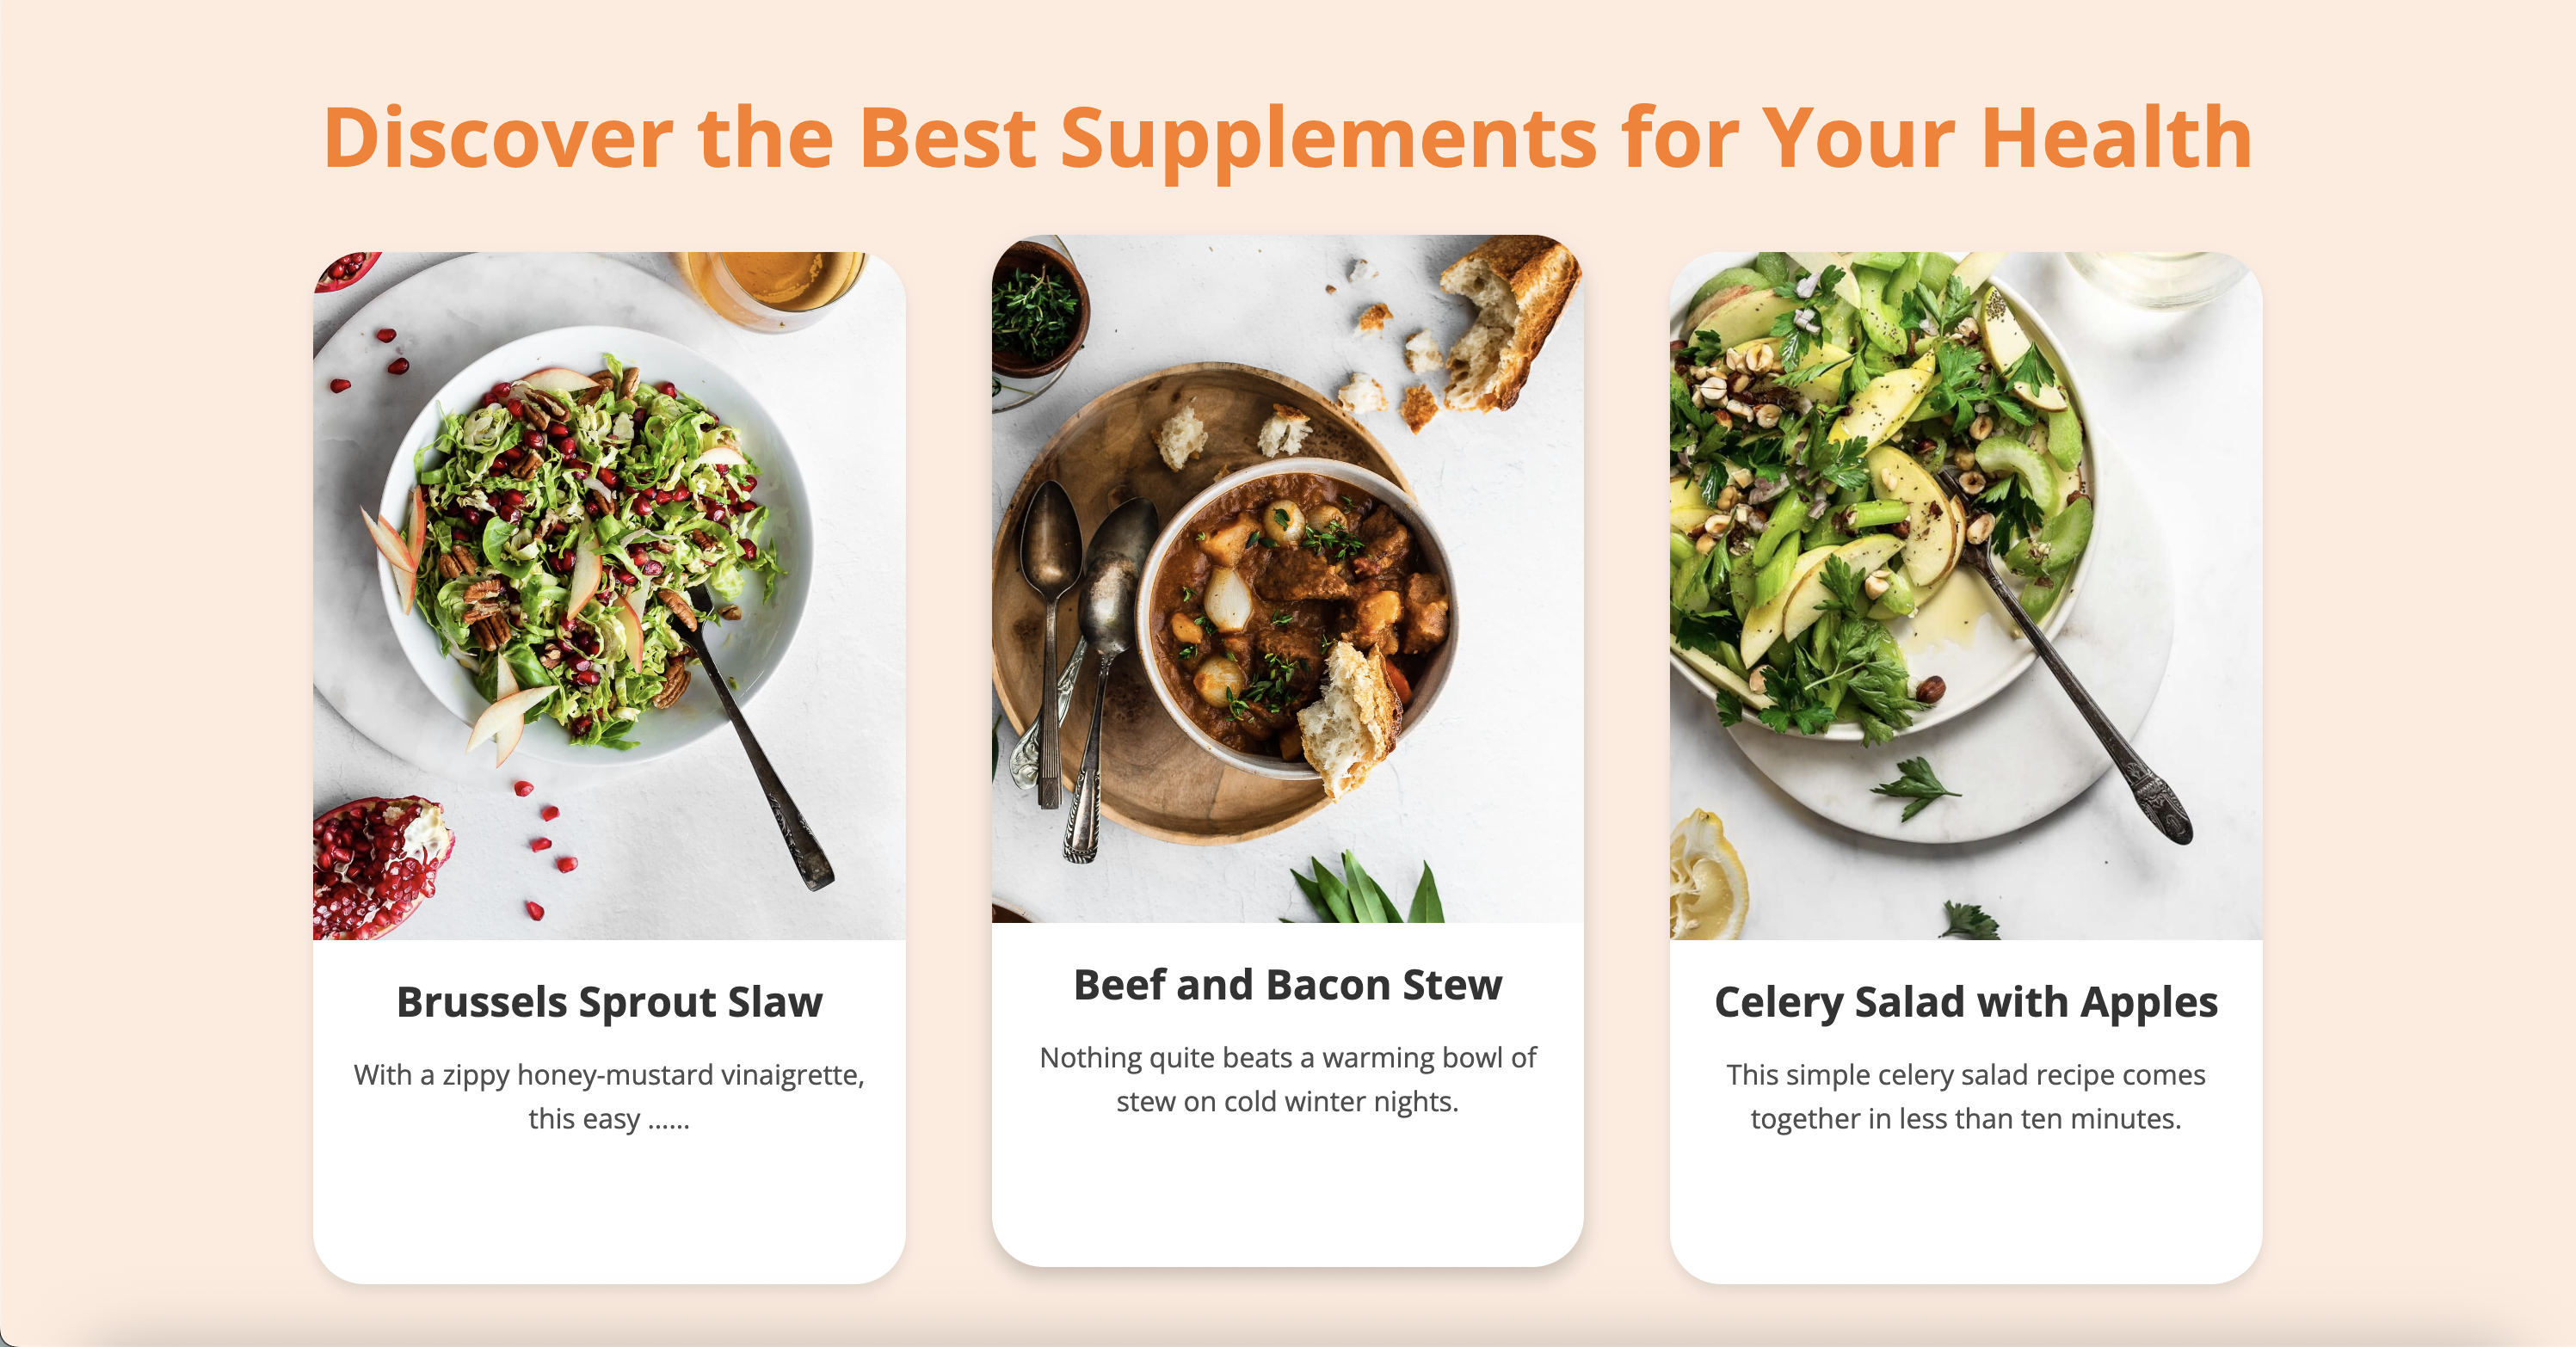 Discover the Best Supplements for Your Health
Brussels Sprout Slaw
With a zippy honey-mustard vinaigrette,
this easy ......
Beef and Bacon Stew
Nothing quite beats a warming bowl of
stew on cold winter nights.
Celery Salad with Apples
This simple celery salad recipe comes
together in less than ten minutes.